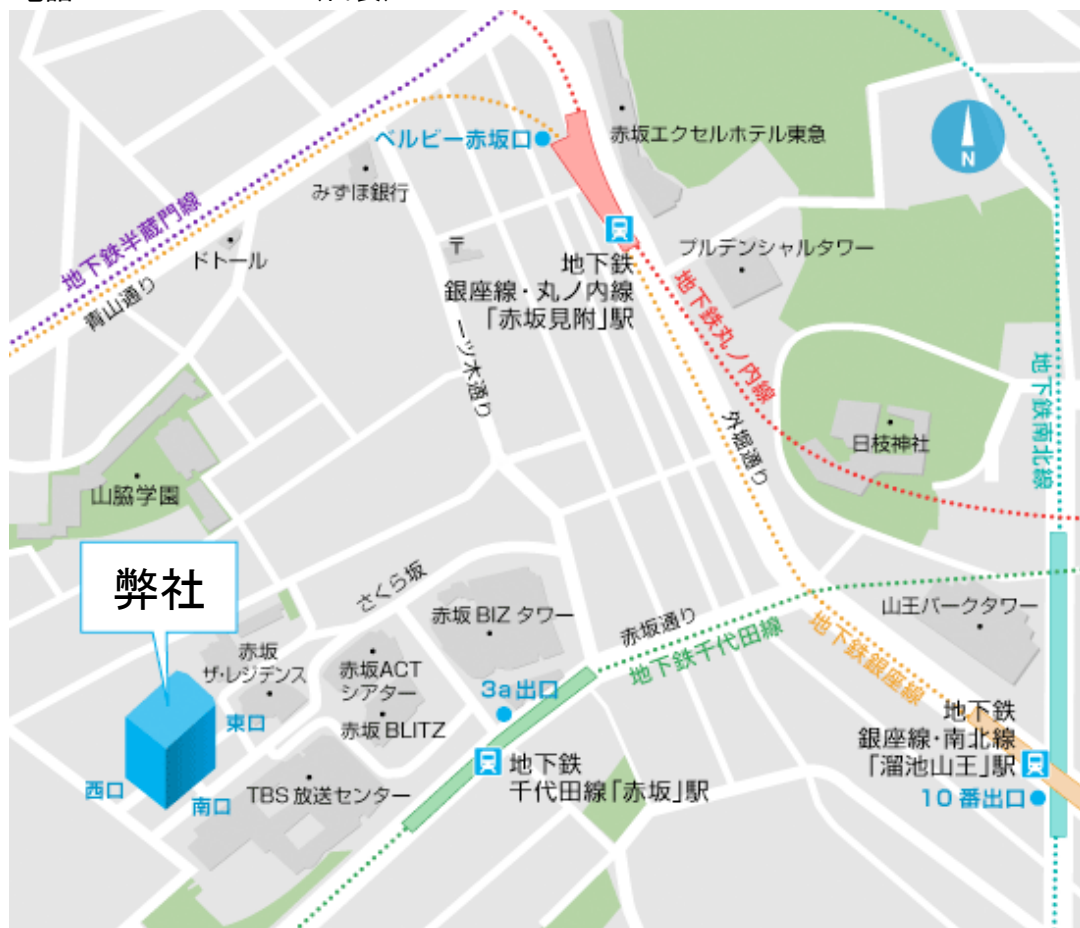 ベルビー赤坂口
赤坂エクセルホテル東急
N
みずほ銀行
地下鉄半蔵門線
ドトール
青山通り
〒
地下鉄
銀座線・丸ノ内線
「赤坂見附」駅
プルデンシャルタワー
地下鉄丸ノ内線
一ツ木通り
外堀通り
地下鉄南北線
日枝神社
山脇学園
弊社
さくら坂
赤坂 BIZ タワー
赤坂通り
地下鉄千代田線
山王パークタワー
地下鉄銀座線
赤坂
ザ・レジデンス
赤坂ACT
シアター
3a 出口
赤坂 BLITZ
東口
西口
南口
TBS 放送センター
地下鉄
千代田線「赤坂」駅
地下鉄
銀座線・南北線
「溜池山王」駅
10 番出口